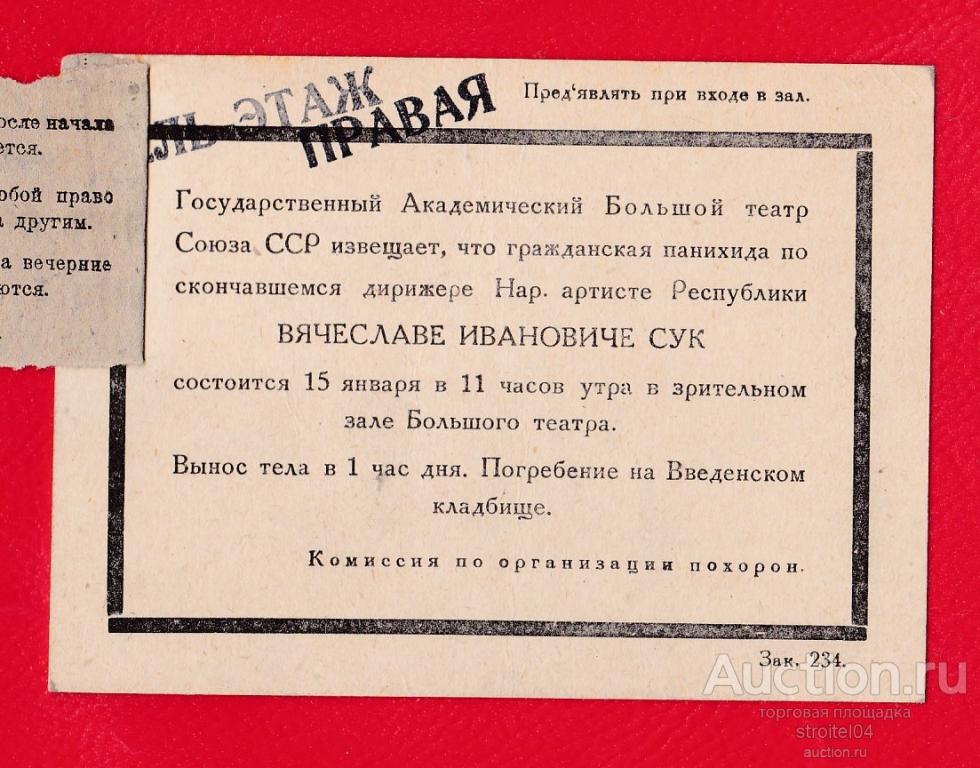 ЭТАЖ
ПРАВАЯ
Пред‘являть при входе в зал.
начала
ется.
право
другим.
а вечерние
ются.
Государственный Академический Большой театр
Союза ССР извещает, что гражданская панихида по
скончавшемся дирижере Нар. артисте Республики
ВЯЧЕСЛАВЕ ИВАНОВИЧЕ СУК
состоится 15 января в 11 часов утра в зрительном
зале Большого театра.
Вынос тела в 1 час дня. Погребение на Введенском
кладбище.
Комиссия по организации похорон.
Зак. 234.
Auction.ru
торговая площадка
stroitel04
auction.ru